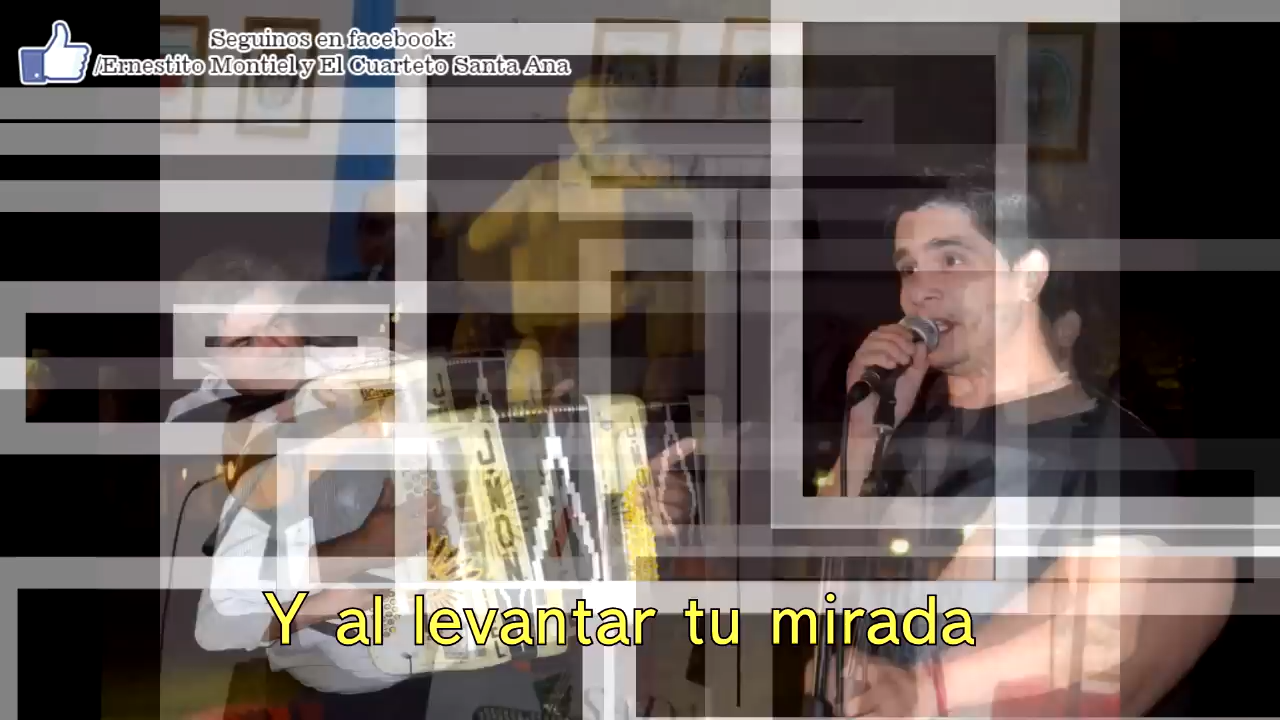 Seguinos en facebook:
/Ernestito Montiel y El Cuarteto Santa Ana
Y al levantar tu mirada